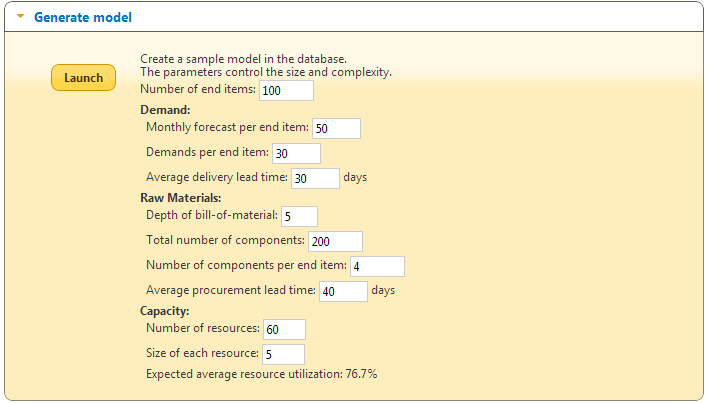 Generate model
Launch
Create a sample model in the database.
The parameters control the size and complexity.
Number of end items: 100
Demand:
Monthly forecast per end item: 50
Demands per end item: 30
Average delivery lead time: 30 days
Raw Materials:
Depth of bill-of-material: 5
Total number of components: 200
Number of components per end item: 4
Average procurement lead time: 40 days
Capacity:
Number of resources: 60
Size of each resource: 5
Expected average resource utilization: 76.7%